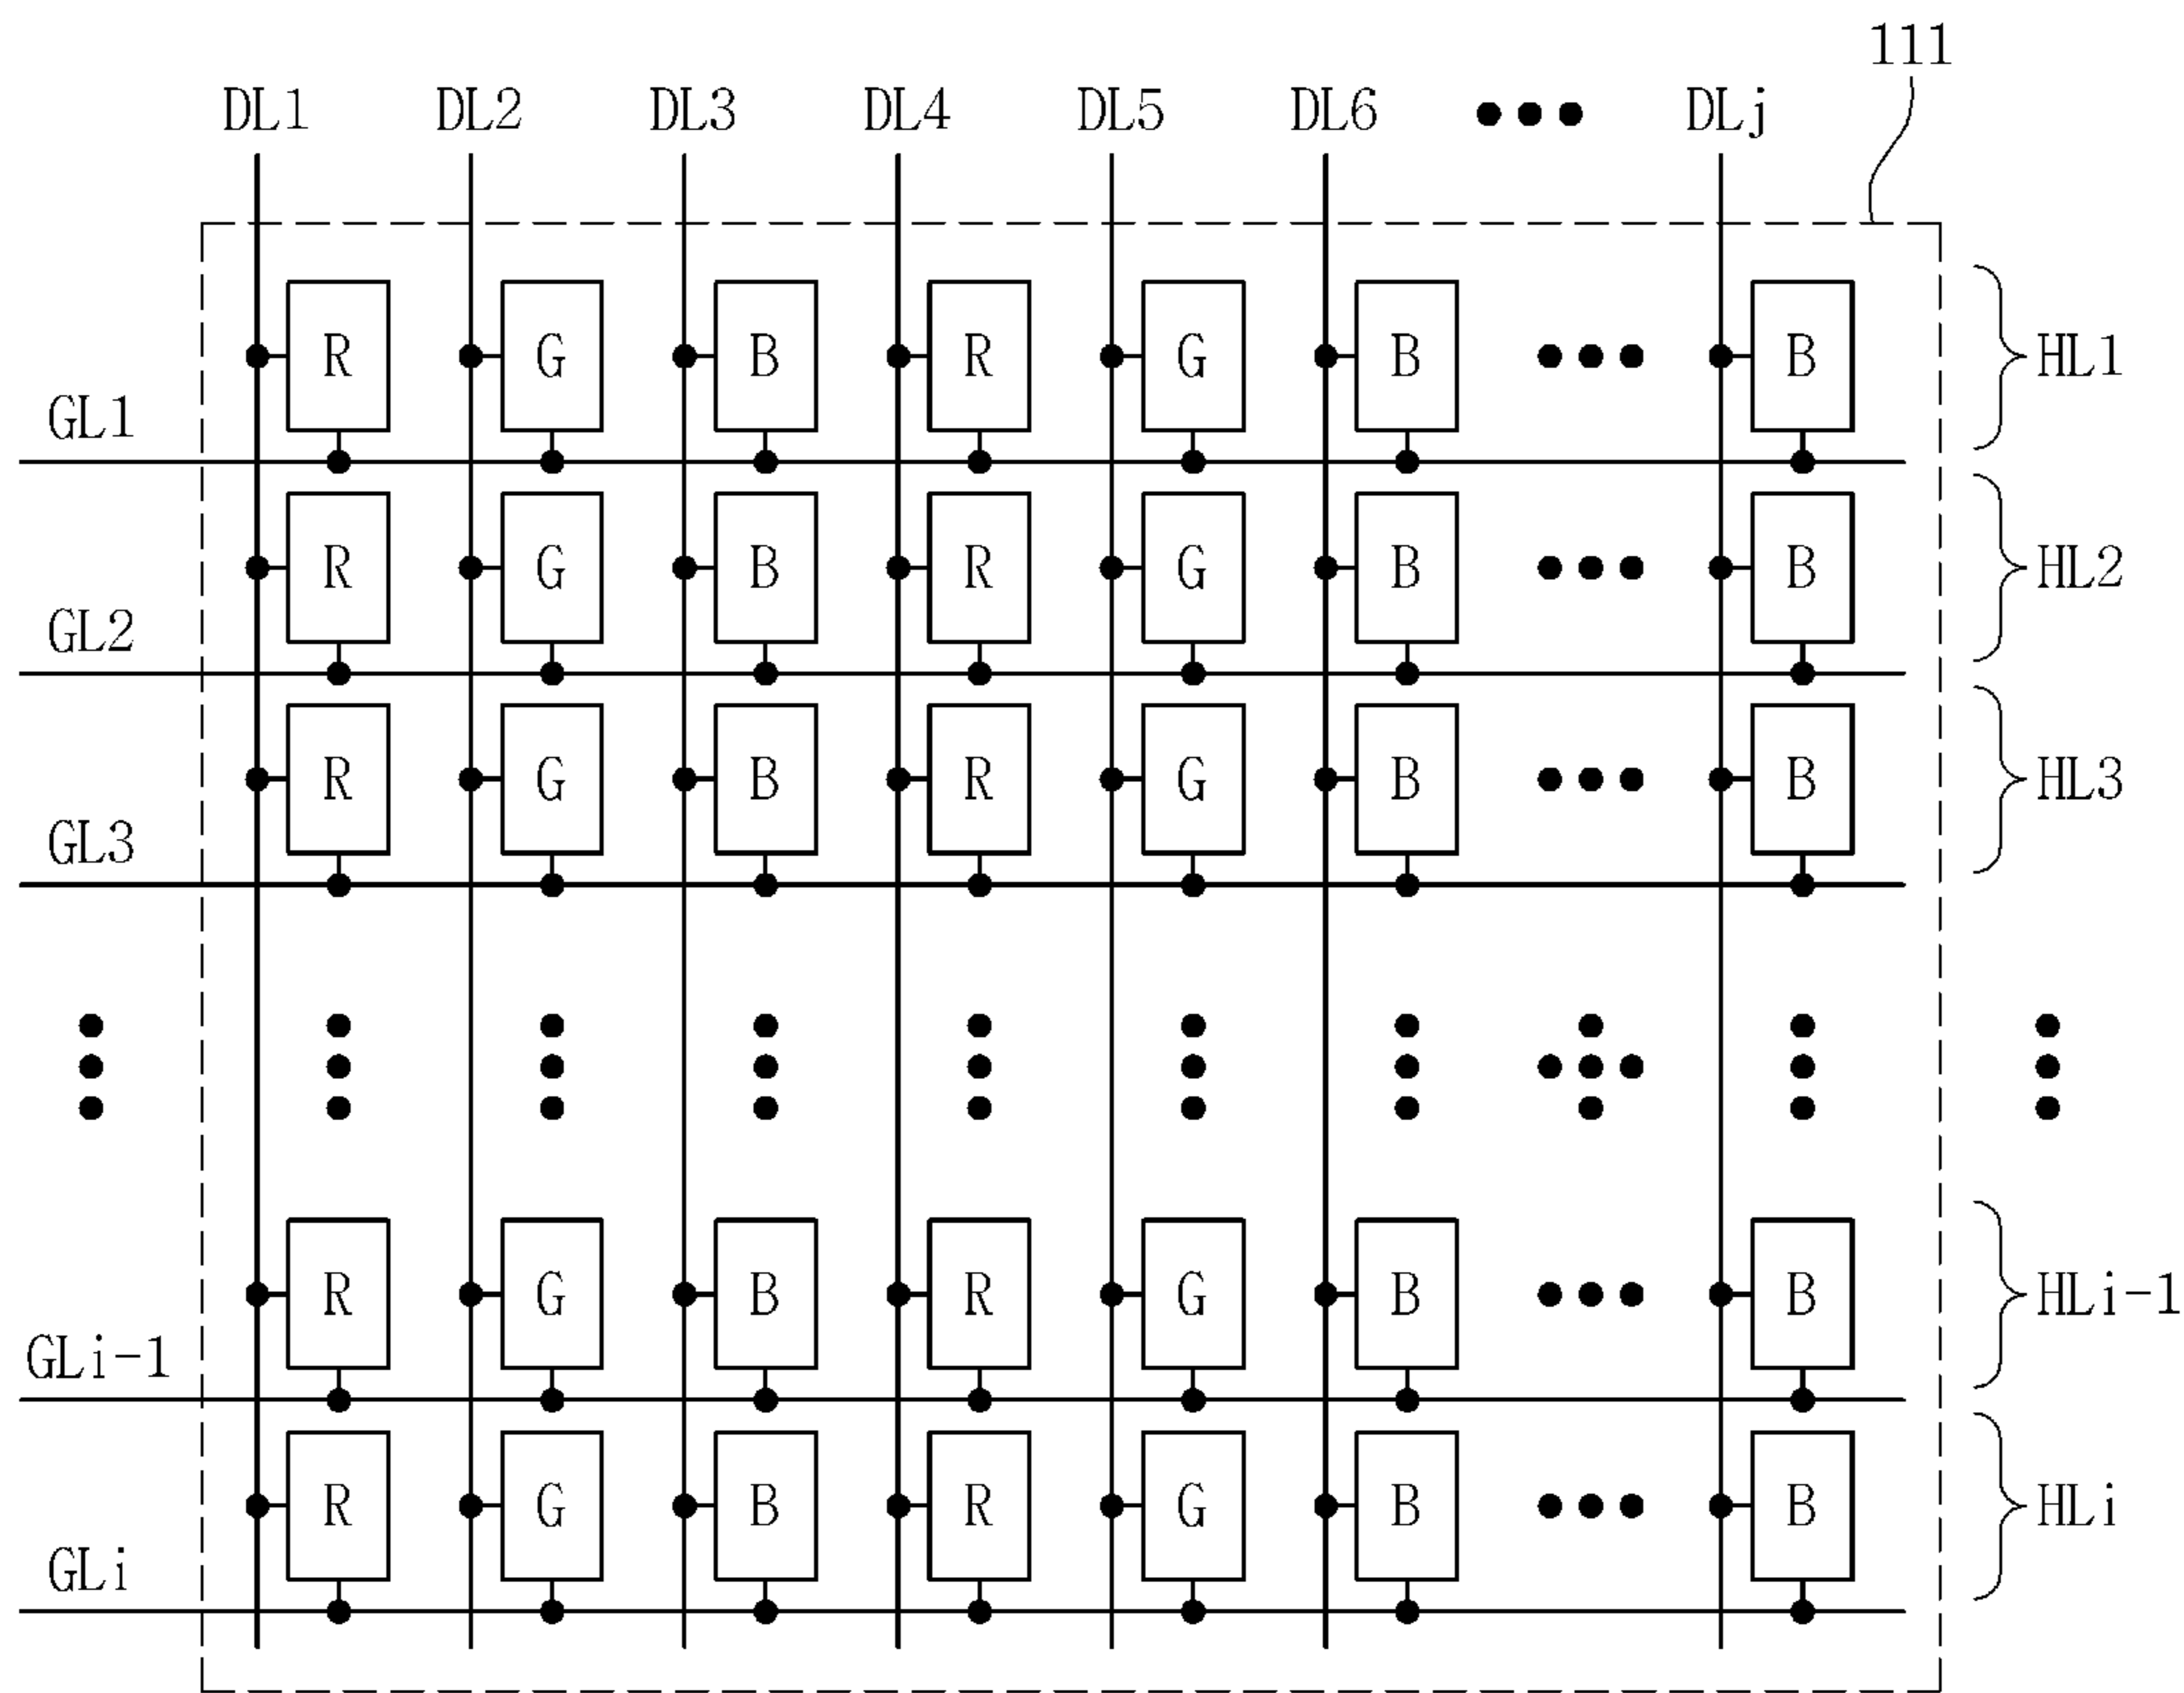 111
DL1 DL2 DL3 DL4 DL5 DL6 ••• DLj
R G B R G B ••• B HL1
GL1
R G B R G B ••• B HL2
GL2
R G B R G B ••• B HL3
GL3
R G B R G B ••• B HLi-1
GLi-1
R G B R G B ••• B HLi
GLi